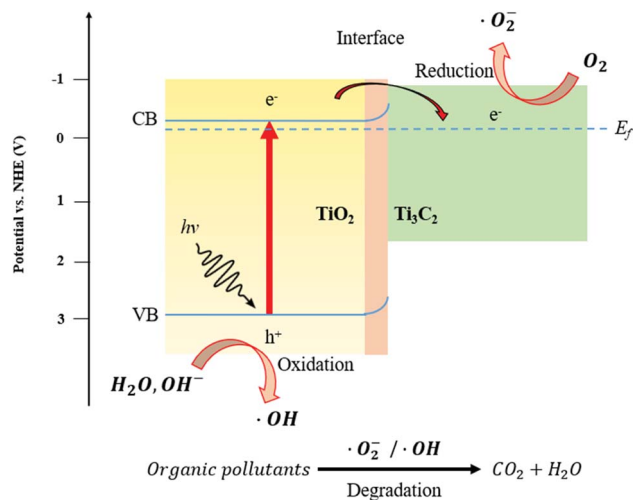 · O₂⁻
Interface
O₂
Reduction
-1
e⁻
e⁻
CB
E_f
0
Potential vs. NHE (V)
1
TiO₂
Ti₃C₂
hν
2
VB
3
h⁺
Oxidation
H₂O, OH⁻
· OH
· O₂⁻ / · OH
Organic pollutants
CO₂ + H₂O
Degradation